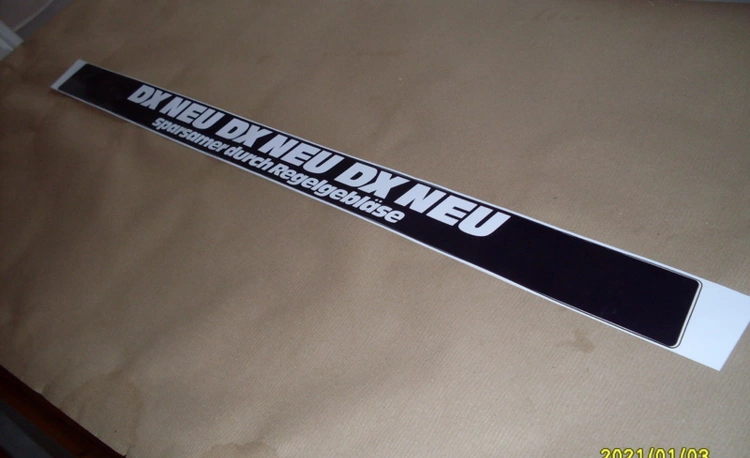 DX NEU DX NEU DX NEU
sparsamer durch Regelgebläse
2021/01/03